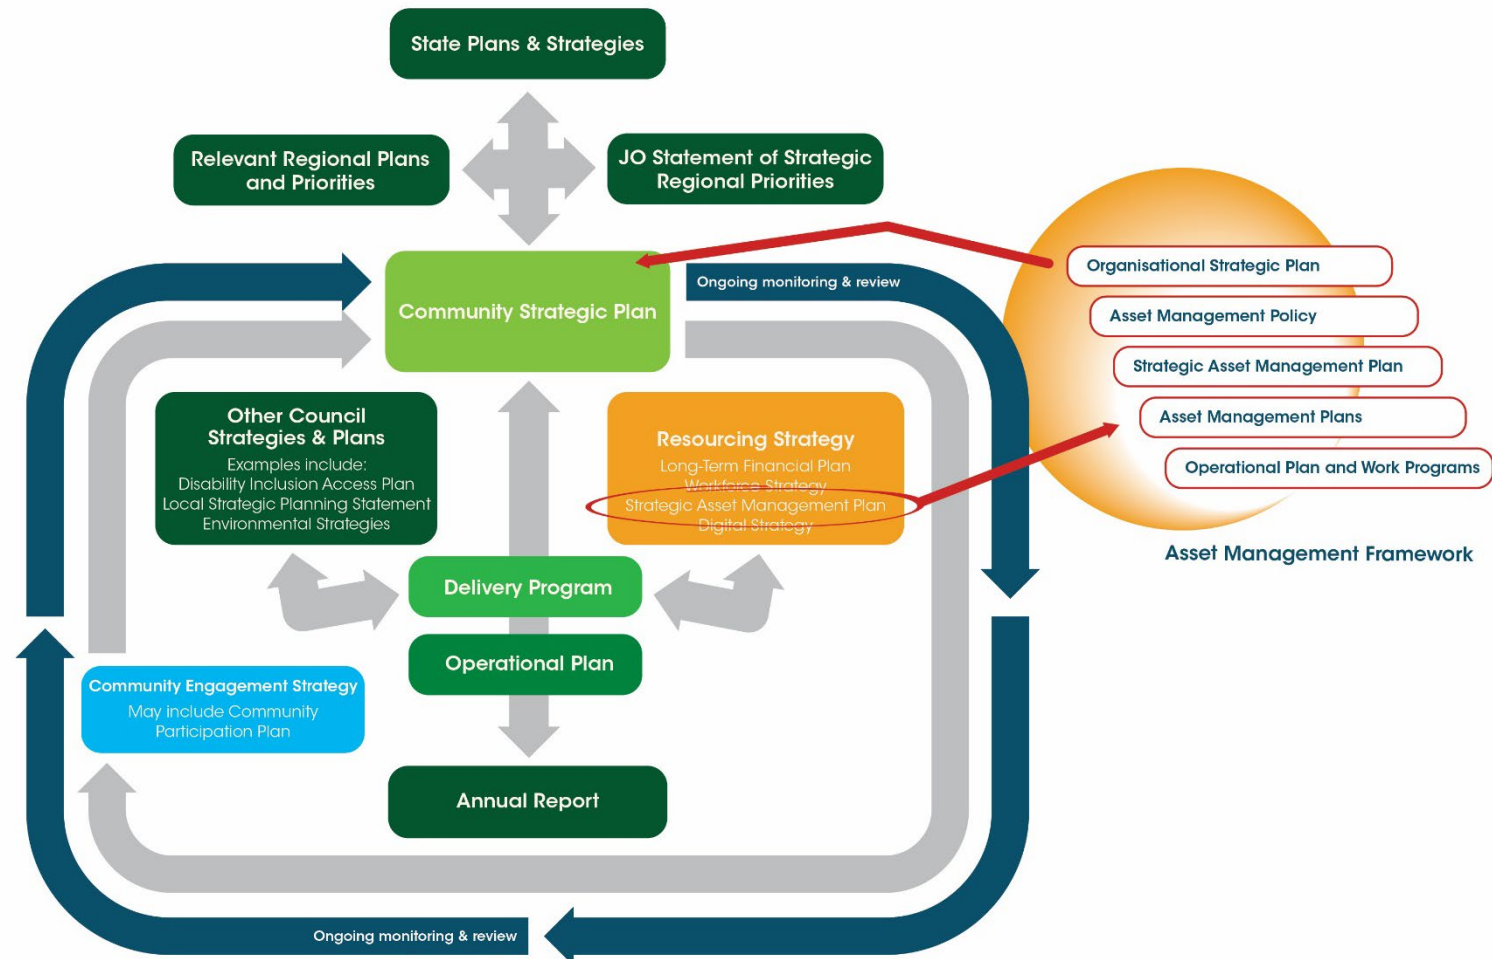 State Plans & Strategies
Relevant Regional Plans
and Priorities
JO Statement of Strategic
Regional Priorities
Community Strategic Plan
Ongoing monitoring & review
Organisational Strategic Plan
Asset Management Policy
Strategic Asset Management Plan
Asset Management Plans
Operational Plan and Work Programs
Asset Management Framework
Other Council
Strategies & Plans
Examples include:
Disability Inclusion Access Plan
Local Strategic Planning Statement
Environmental Strategies
Resourcing Strategy
Long-Term Financial Plan
Workforce Strategy
Strategic Asset Management Plan
Digital Strategy
Delivery Program
Operational Plan
Community Engagement Strategy
May include Community
Participation Plan
Annual Report
Ongoing monitoring & review